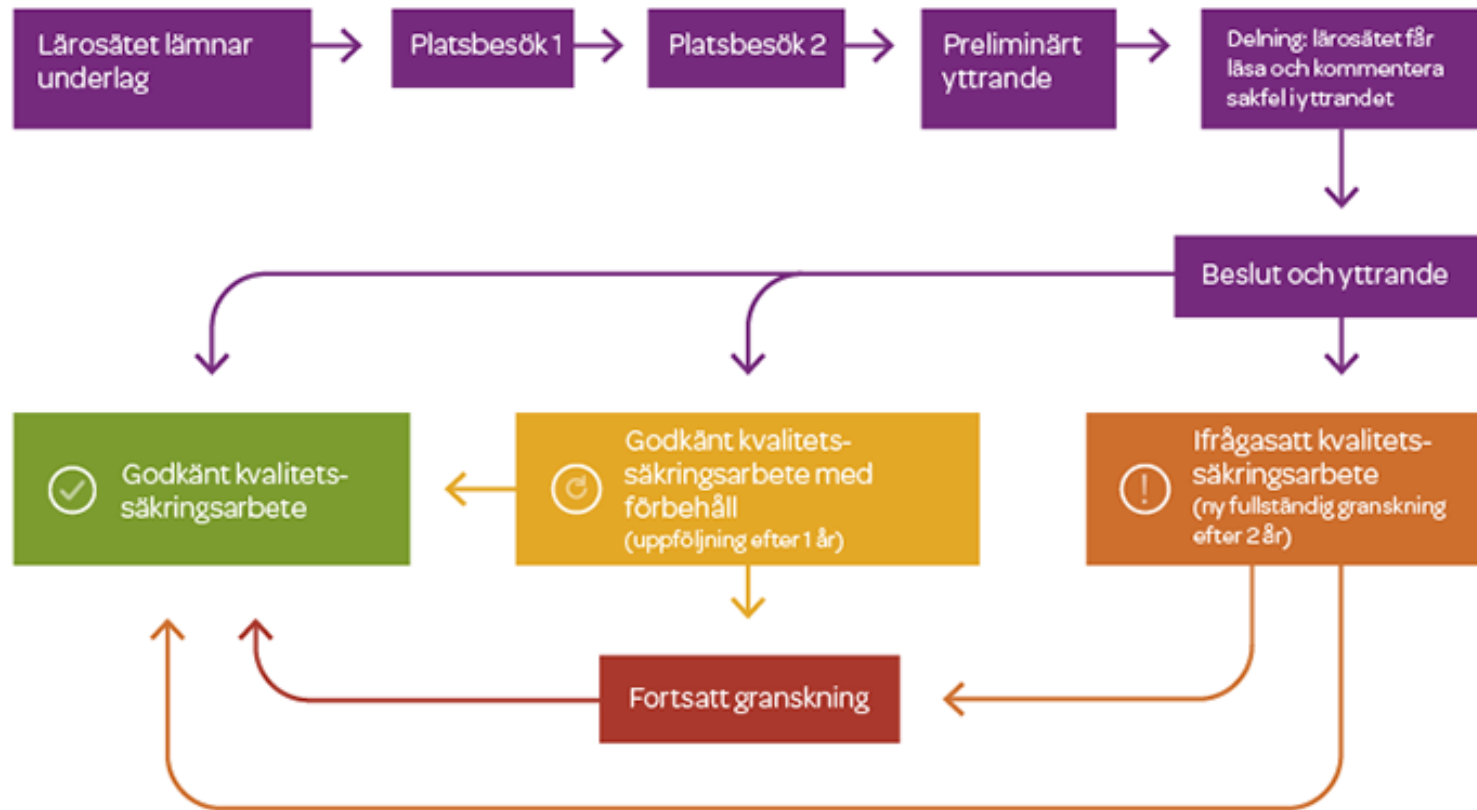 Lärosätet lämnar
underlag
Platsbesök 1
Platsbesök 2
Preliminärt
yttrande
Delning: lärosätet får
läsa och kommentera
sakfel i yttrandet
Beslut och yttrande
Godkänt kvalitets-
säkringsarbete
Godkänt kvalitets-
säkringsarbete med
förbehåll
(uppföljning efter 1 år)
Ifrågasatt kvalitets-
säkringsarbete
(ny fullständig granskning
efter 2 år)
Fortsatt granskning